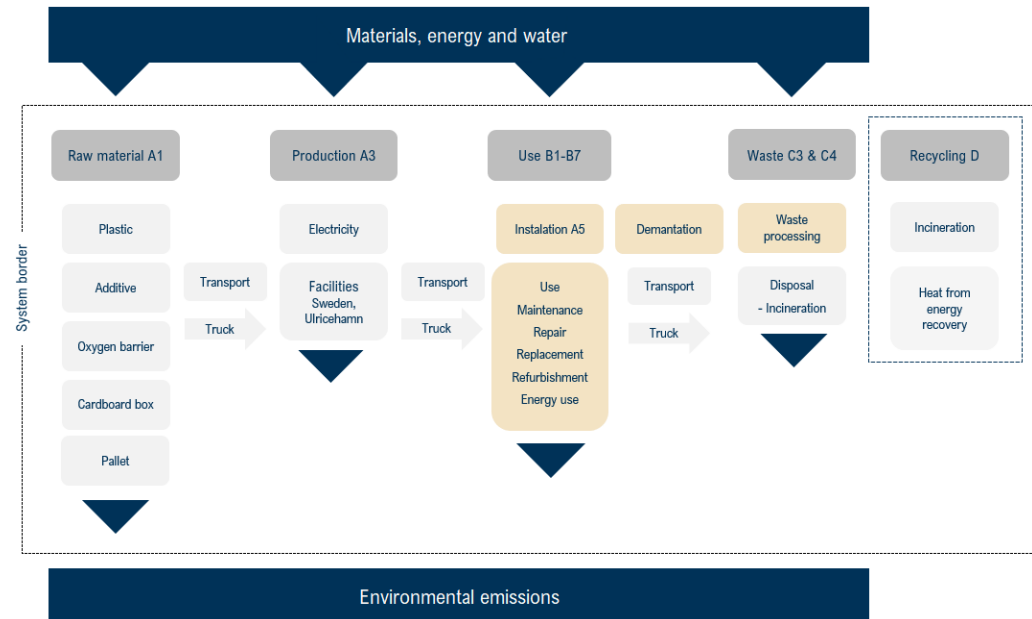 Materials, energy and water
System border
Raw material A1
Plastic
Additive
Oxygen barrier
Cardboard box
Pallet
Transport
Truck
Production A3
Electricity
Facilities
Sweden,
Ulricehamn
Transport
Truck
Use B1-B7
Instalation A5
Use
Maintenance
Repair
Replacement
Refurbishment
Energy use
Demantation
Transport
Truck
Waste C3 & C4
Waste
processing
Disposal
- Incineration
Recycling D
Incineration
Heat from
energy
recovery
Environmental emissions